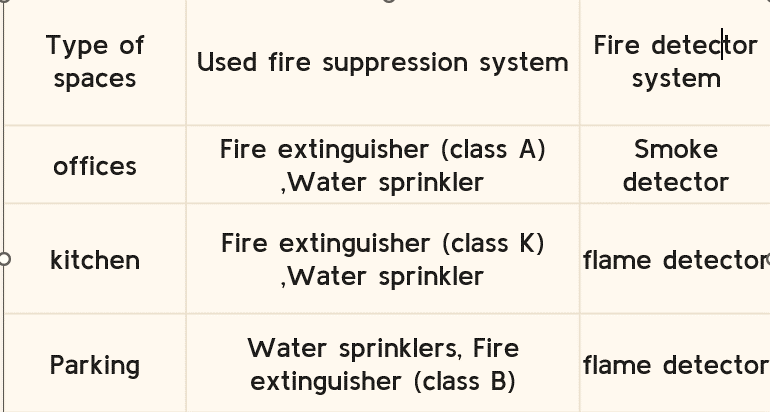 Type of
spaces
Used fire suppression system
Fire detector
system
offices
Fire extinguisher (class A)
,Water sprinkler
Smoke
detector
kitchen
Fire extinguisher (class K)
,Water sprinkler
flame detector
Parking
Water sprinklers, Fire
extinguisher (class B)
flame detector